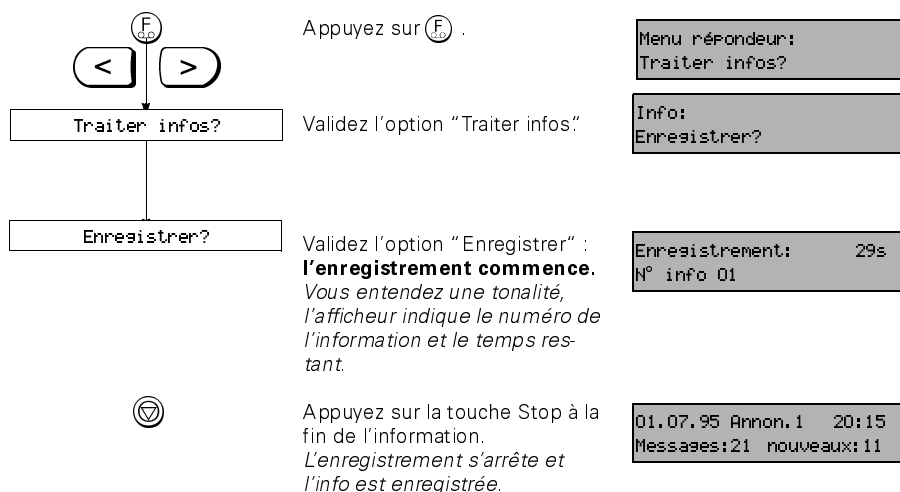 F
Appuyez sur F .
Menu répondeur:
Traiter infos?
< >
Traiter infos?
Validez l'option “Traiter infos“.
Info:
Enregistrer?
Enregistrer?
Validez l'option “Enregistrer“ :
l'enregistrement commence.
Vous entendez une tonalité,
l'afficheur indique le numéro de
l'information et le temps res-
tant.
Enregistrement: 29s
N° info 01
Appuyez sur la touche Stop à la
fin de l'information.
L'enregistrement s'arrête et
l'info est enregistrée.
01.07.95 Annon.1 20:15
Messages:21 nouveaux:11